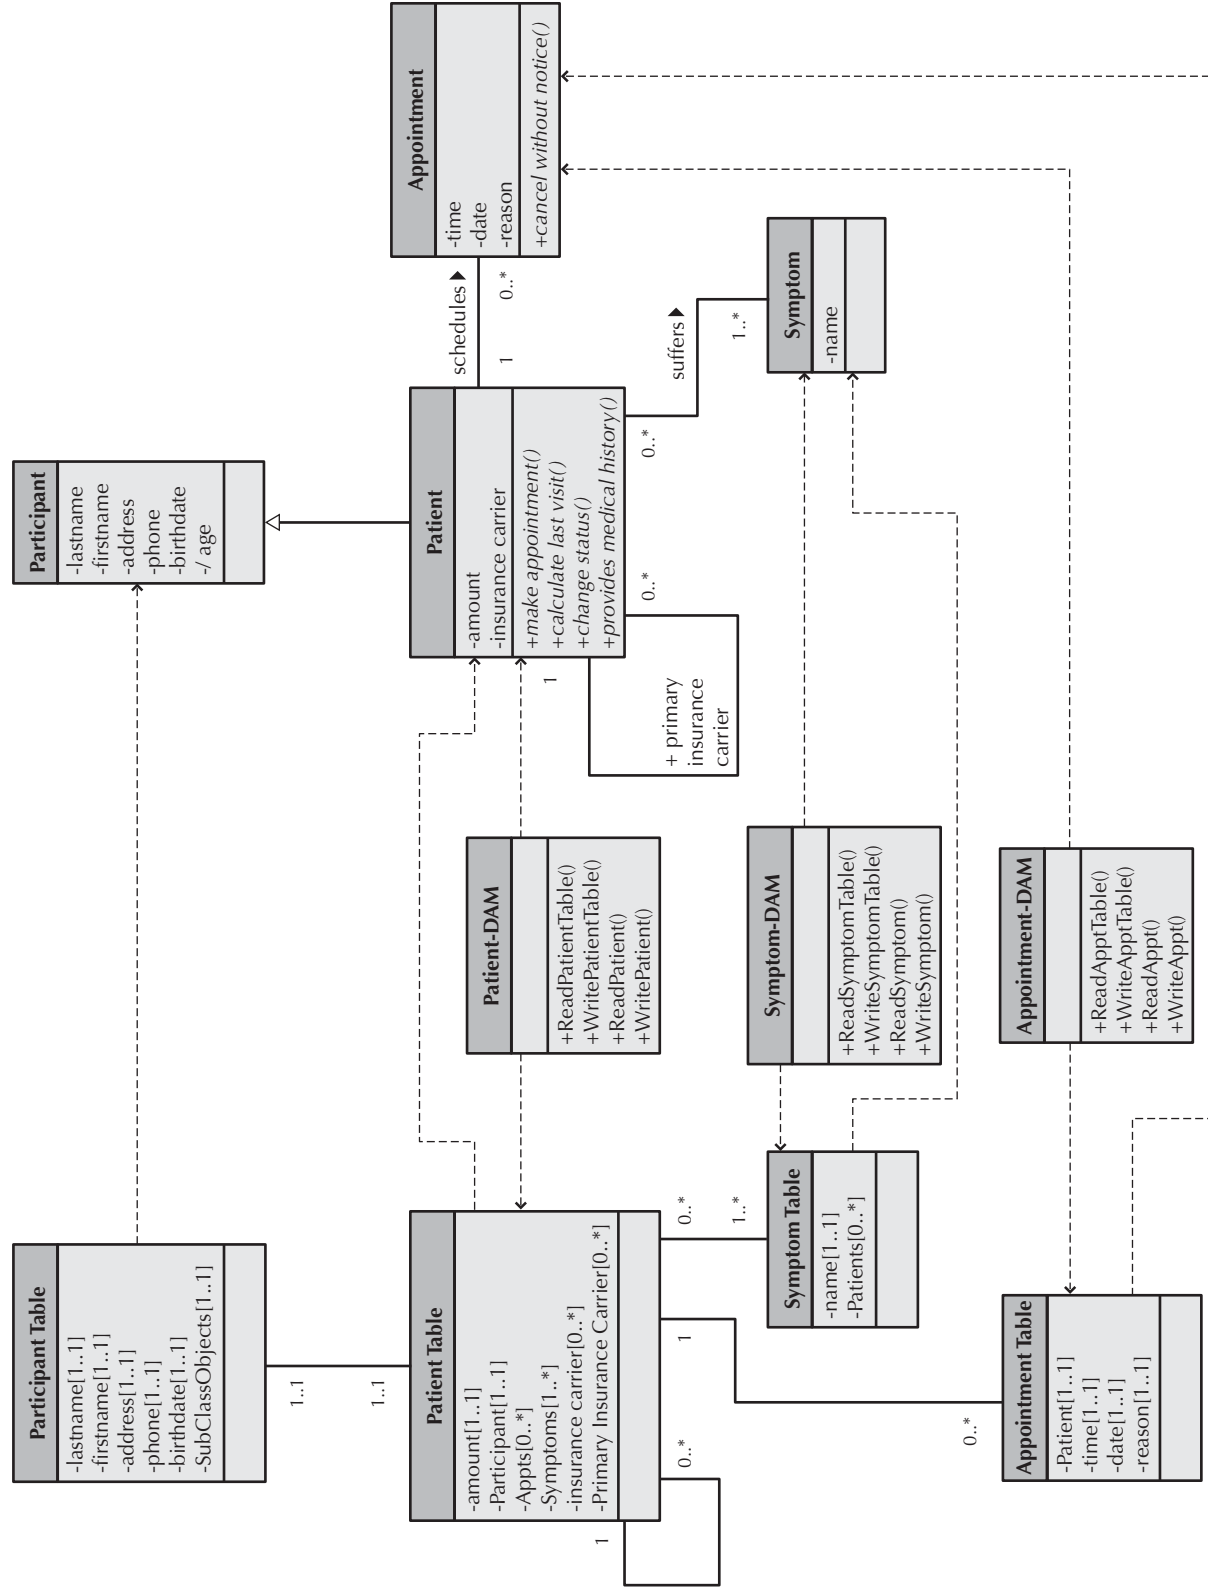 Participant Table
-lastname[1..1]
-firstname[1..1]
-address[1..1]
-phone[1..1]
-birthdate[1..1]
-SubClassObjects[1..1]
Participant
-lastname
-firstname
-address
-phone
-birthdate
-/ age
1..1
1..1
Patient Table
-amount[1..1]
-Participant[1..1]
-Appts[0..*]
-Symptoms[1..*]
-insurance carrier[0..*]
-Primary Insurance Carrier[0..*]
1
0..*
1
0..*
Patient-DAM
+ReadPatientTable()
+WritePatientTable()
+ReadPatient()
+WritePatient()
Patient
-amount
-insurance carrier
+make appointment()
+calculate last visit()
+change status()
+provides medical history()
1
0..*
+ primary
insurance
carrier
0..*
schedules ▶
1
0..*
Appointment
-time
-date
-reason
+cancel without notice()
suffers ▶
1..*
1..*
Symptom Table
-name[1..1]
-Patients[0..*]
Symptom-DAM
+ReadSymptomTable()
+WriteSymptomTable()
+ReadSymptom()
+WriteSymptom()
Symptom
-name
0..*
Appointment Table
-Patient[1..1]
-time[1..1]
-date[1..1]
-reason[1..1]
Appointment-DAM
+ReadApptTable()
+WriteApptTable()
+ReadAppt()
+WriteAppt()